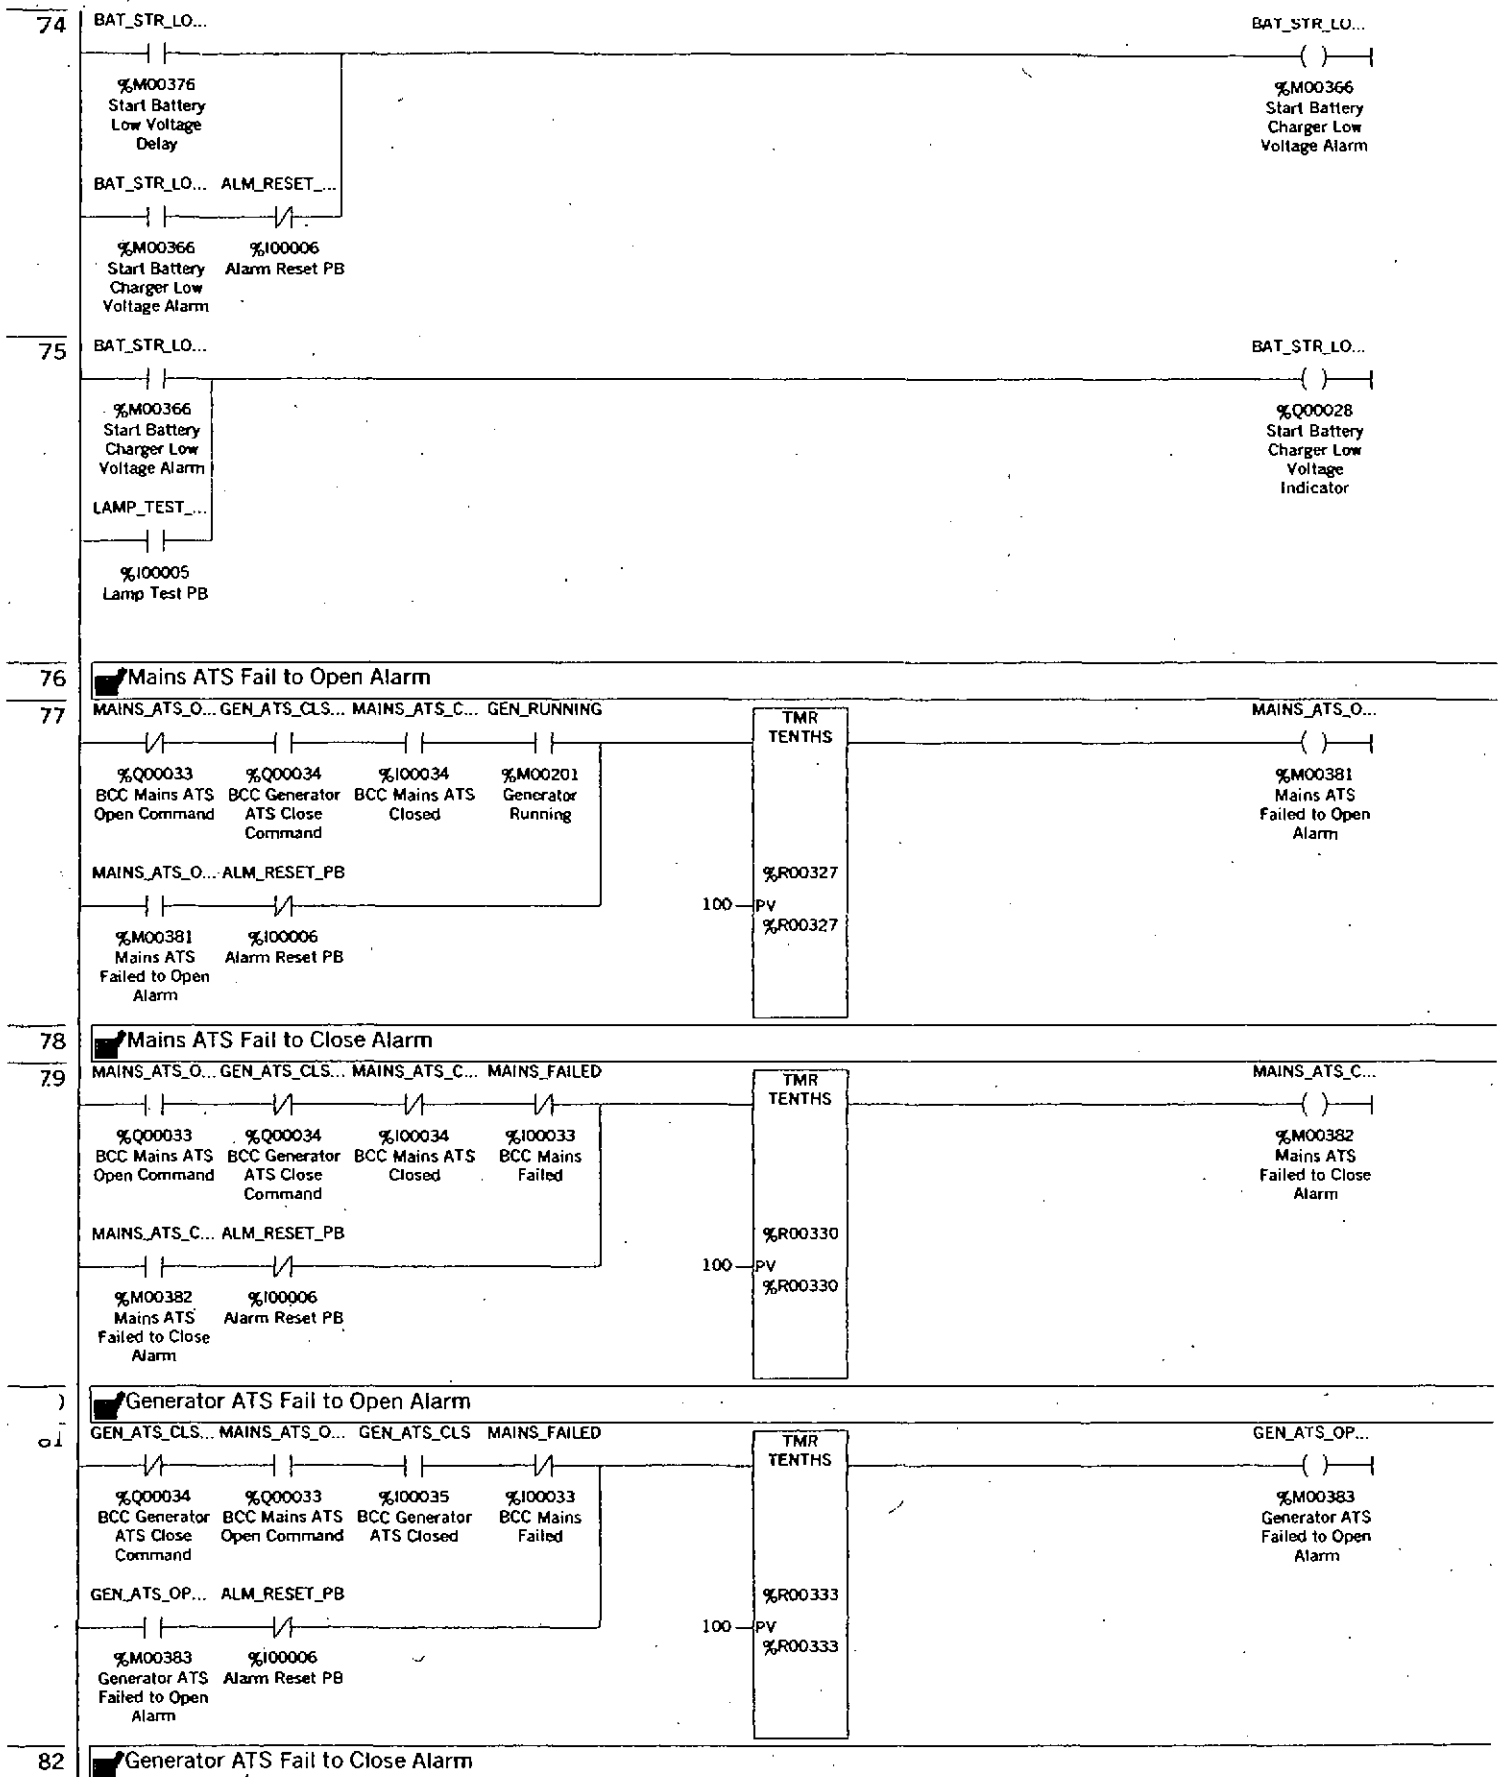 74
BAT_STR_LO...
BAT_STR_LO...
%M00376
Start Battery
Low Voltage
Delay
%M00366
Start Battery
Charger Low
Voltage Alarm
BAT_STR_LO... ALM_RESET_...
%M00366
Start Battery
Charger Low
Voltage Alarm
%I00006
Alarm Reset PB
75
BAT_STR_LO...
BAT_STR_LO...
%M00366
Start Battery
Charger Low
Voltage Alarm
%Q00028
Start Battery
Charger Low
Voltage
Indicator
LAMP_TEST_...
%I00005
Lamp Test PB
76
Mains ATS Fail to Open Alarm
77
MAINS_ATS_O... GEN_ATS_CLS... MAINS_ATS_C... GEN_RUNNING
TMR
TENTHS
MAINS_ATS_O...
%Q00033
BCC Mains ATS
Open Command
%Q00034
BCC Generator
ATS Close
Command
%I00034
BCC Mains ATS
Closed
%M00201
Generator
Running
%M00381
Mains ATS
Failed to Open
Alarm
MAINS_ATS_O... ALM_RESET_PB
%R00327
100
PV
%R00327
%M00381
Mains ATS
Failed to Open
Alarm
%I00006
Alarm Reset PB
78
Mains ATS Fail to Close Alarm
79
MAINS_ATS_O... GEN_ATS_CLS... MAINS_ATS_C... MAINS_FAILED
TMR
TENTHS
MAINS_ATS_C...
%Q00033
BCC Mains ATS
Open Command
%Q00034
BCC Generator
ATS Close
Command
%I00034
BCC Mains ATS
Closed
%I00033
BCC Mains
Failed
%M00382
Mains ATS
Failed to Close
Alarm
MAINS_ATS_C... ALM_RESET_PB
%R00330
100
PV
%R00330
%M00382
Mains ATS
Failed to Close
Alarm
%I00006
Alarm Reset PB
Generator ATS Fail to Open Alarm
GEN_ATS_CLS... MAINS_ATS_O... GEN_ATS_CLS MAINS_FAILED
TMR
TENTHS
GEN_ATS_OP...
%Q00034
BCC Generator
ATS Close
Command
%Q00033
BCC Mains ATS
Open Command
%I00035
BCC Generator
ATS Closed
%I00033
BCC Mains
Failed
%M00383
Generator ATS
Failed to Open
Alarm
GEN_ATS_OP... ALM_RESET_PB
%R00333
100
PV
%R00333
%M00383
Generator ATS
Failed to Open
Alarm
%I00006
Alarm Reset PB
82
Generator ATS Fail to Close Alarm